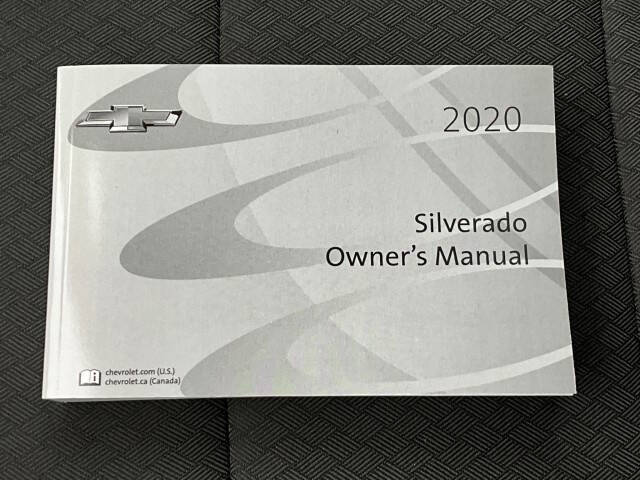 2020
Silverado
Owner's Manual
chevrolet.com (U.S.)
chevrolet.ca (Canada)